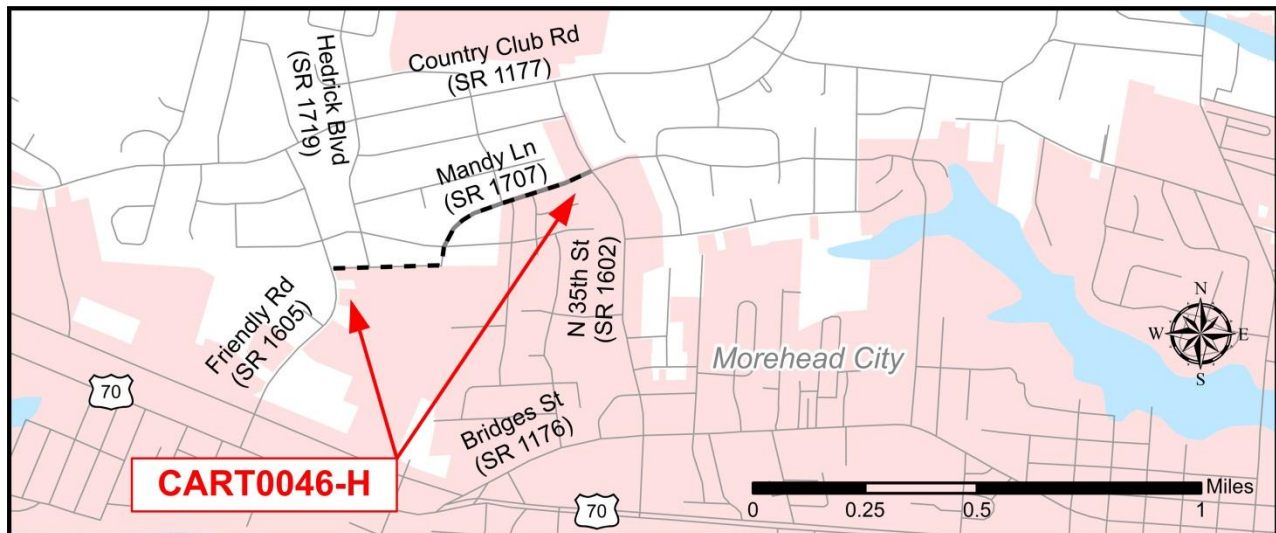 Country Club Rd
(SR 1177)
Hedrick Blvd
(SR 1719)
Mandy Ln
(SR 1707)
N 35th St
(SR 1602)
Friendly Rd
(SR 1605)
Morehead City
N
W
E
S
70
Bridges St
(SR 1176)
CART0046-H
70
Miles
0
0.25
0.5
1